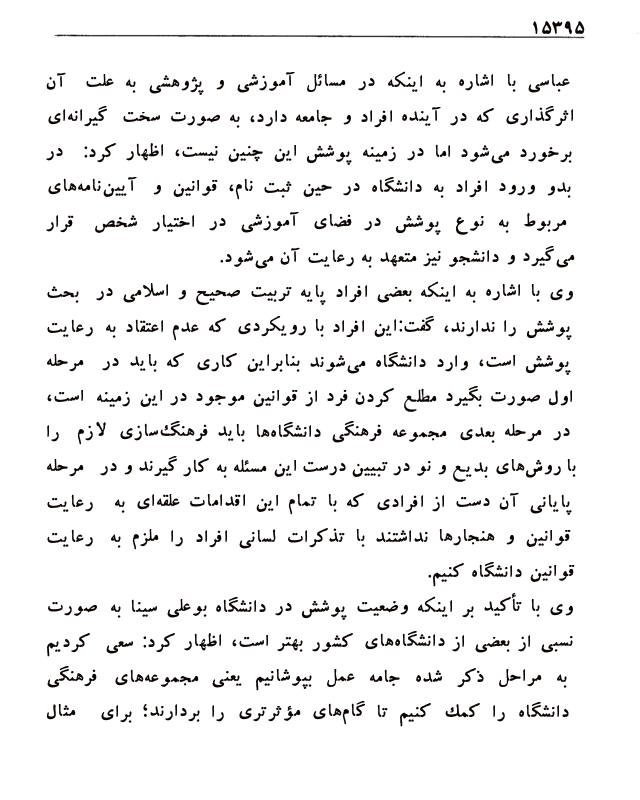 ۱۵۳۹۵
عباسی با اشاره به اینکه در مسائل آموزشی و پژوهشی به علت آن
اثرگذاری که در آینده افراد و جامعه دارد، به صورت سخت گیرانه‌ای
برخورد می‌شود اما در زمینه پوشش این چنین نیست، اظهار کرد: در
بدو ورود افراد به دانشگاه در حین ثبت نام، قوانین و آیین‌نامه‌های
مربوط به نوع پوشش در فضای آموزشی در اختیار شخص قرار
می‌گیرد و دانشجو نیز متعهد به رعایت آن می‌شود.
وی با اشاره به اینکه بعضی افراد پایه تربیت صحیح و اسلامی در بحث
پوشش را ندارند، گفت:این افراد با رویکردی که عدم اعتقاد به رعایت
پوشش است، وارد دانشگاه می‌شوند بنابراین کاری که باید در مرحله
اول صورت بگیرد مطلع کردن فرد از قوانین موجود در این زمینه است،
در مرحله بعدی مجموعه فرهنگی دانشگاه‌ها باید فرهنگ‌سازی لازم را
با روش‌های بدیع و نو در تبیین درست این مسئله به کار گیرند و در مرحله
پایانی آن دست از افرادی که با تمام این اقدامات علقه‌ای به رعایت
قوانین و هنجارها نداشتند با تذکرات لسانی افراد را ملزم به رعایت
قوانین دانشگاه کنیم.
وی با تأکید بر اینکه وضعیت پوشش در دانشگاه بوعلی سینا به صورت
نسبی از بعضی از دانشگاه‌های کشور بهتر است، اظهار کرد: سعی کردیم
به مراحل ذکر شده جامه عمل بپوشانیم یعنی مجموعه‌های فرهنگی
دانشگاه را کمك کنیم تا گام‌های مؤثرتری را بردارند؛ برای مثال